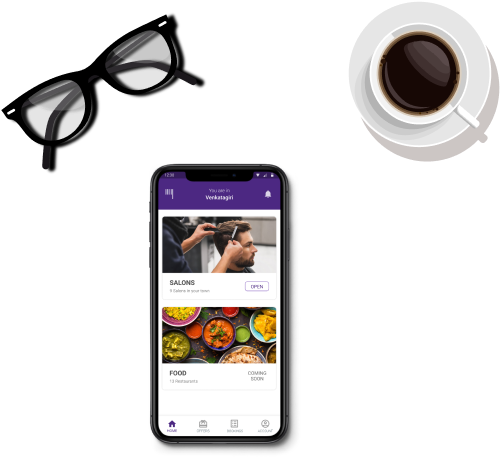 12:30
You are in
Venkatagiri
SALONS
9 Salons in your town
OPEN
FOOD
13 Restaurants
COMING
SOON
HOME
OFFERS
BOOKINGS
ACCOUNT